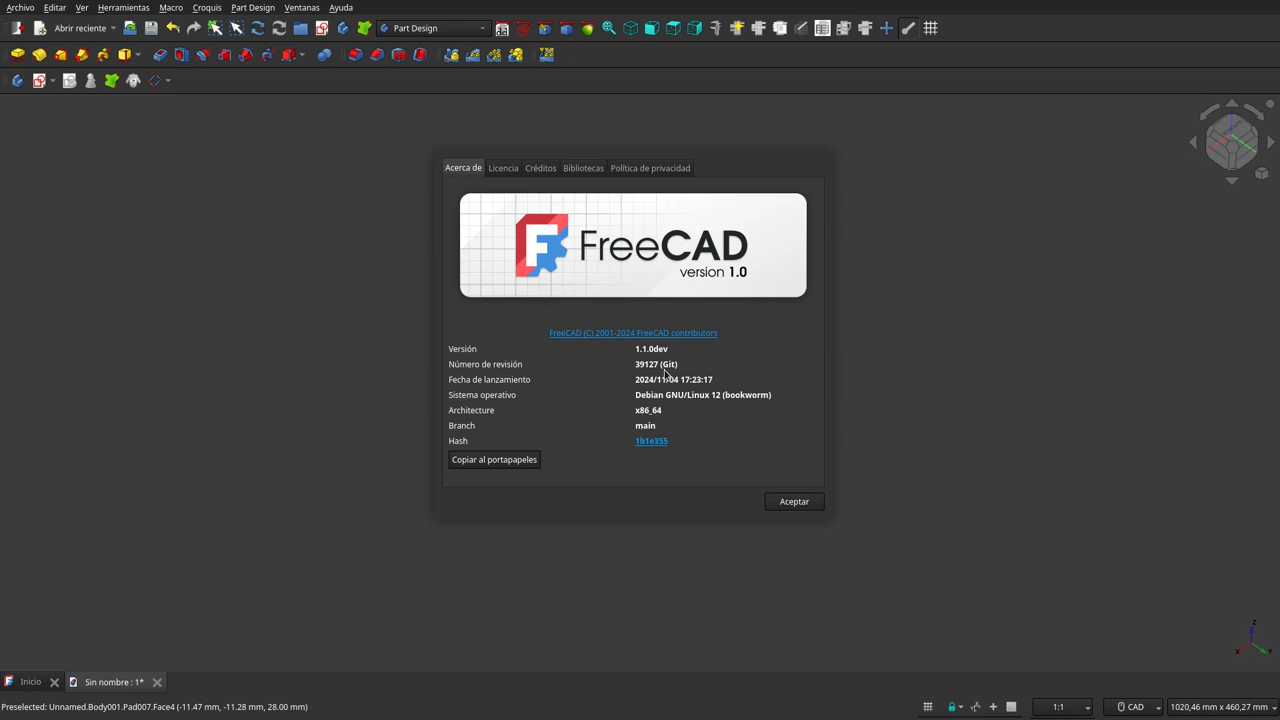 Archivo Editar Ver Herramientas Macro Croquis Part Design Ventanas Ayuda
Abrir reciente Part Design
Acerca de Licencia Créditos Bibliotecas Política de privacidad
FreeCAD
version 1.0
FreeCAD (C) 2001-2024 FreeCAD contributors
Versión 1.1.0dev
Número de revisión 39127 (Git)
Fecha de lanzamiento 2024/11/04 17:23:17
Sistema operativo Debian GNU/Linux 12 (bookworm)
Architecture x86_64
Branch main
Hash 1b1e355
Copiar al portapapeles
Aceptar
Z
X Y
Inicio Sin nombre : 1*
Preselected: Unnamed.Body001.Pad007.Face4 (-11.47 mm, -11.28 mm, 28.00 mm) 1:1 CAD 1020,46 mm x 460,27 mm